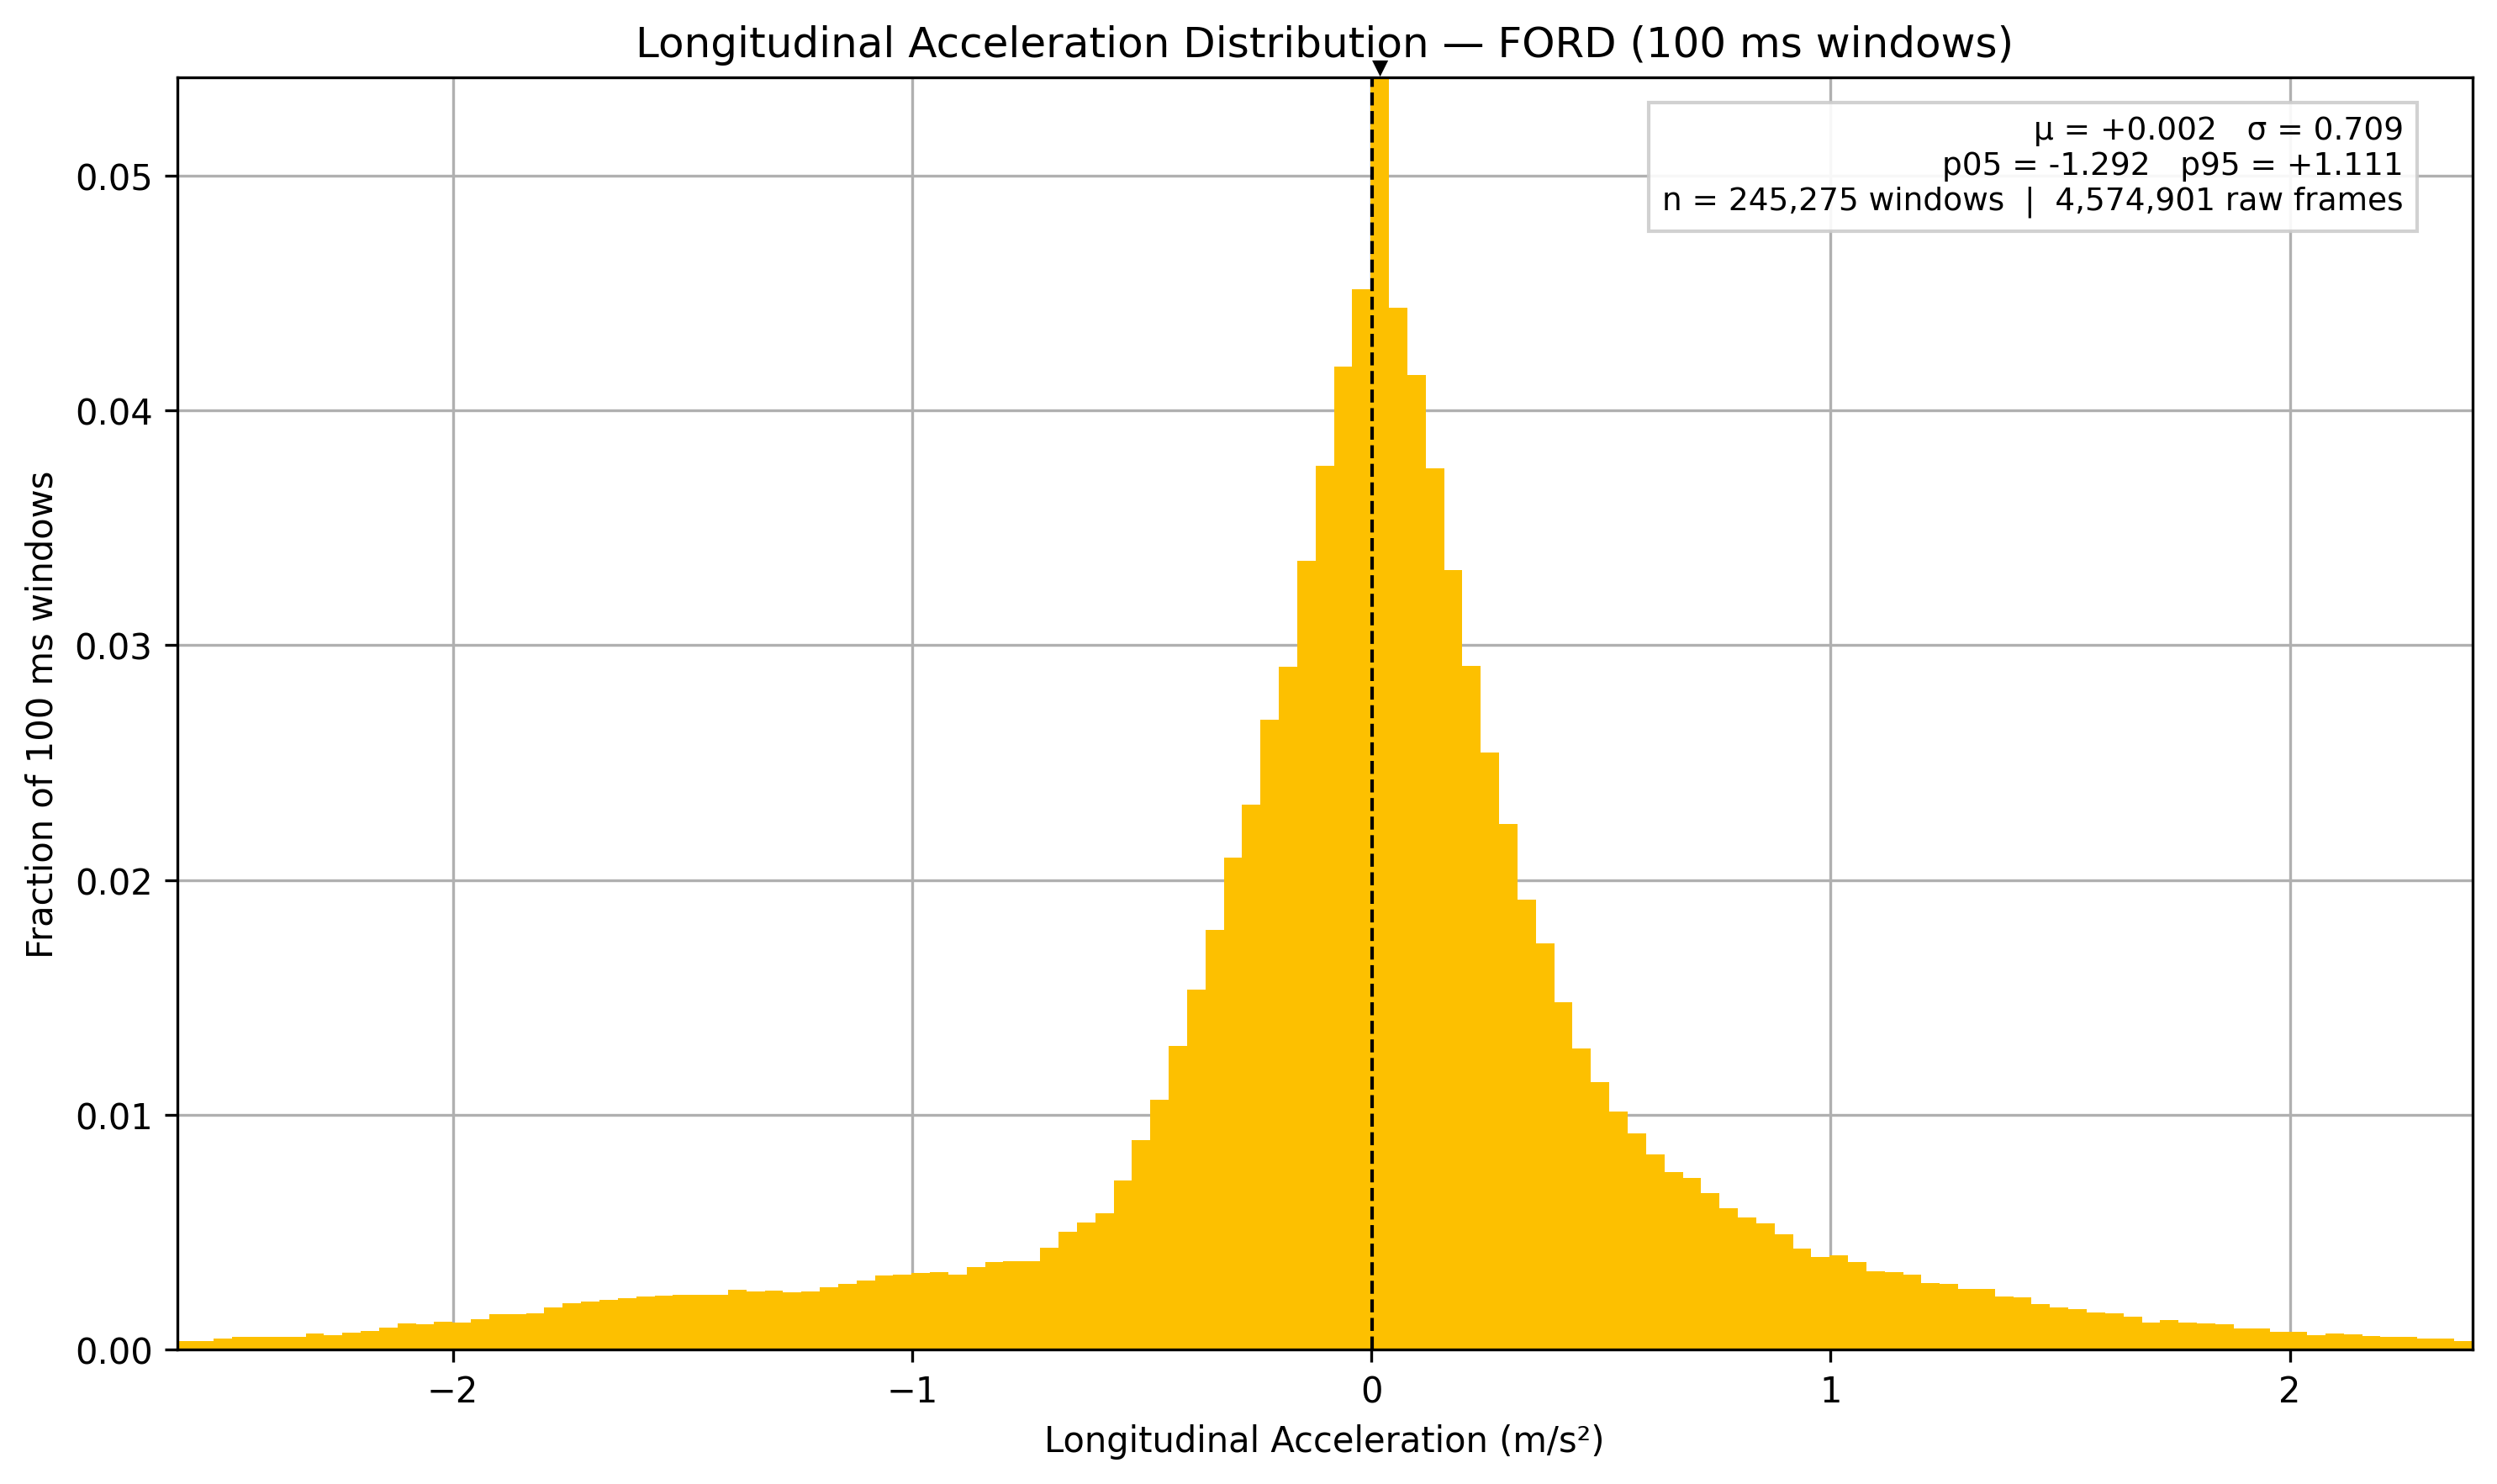 Longitudinal Acceleration Distribution — FORD (100 ms windows)
μ = +0.002   σ = 0.709
p05 = -1.292   p95 = +1.111
n = 245,275 windows  |  4,574,901 raw frames
Fraction of 100 ms windows
0.05
0.04
0.03
0.02
0.01
0.00
−2
−1
0
1
2
Longitudinal Acceleration (m/s²)